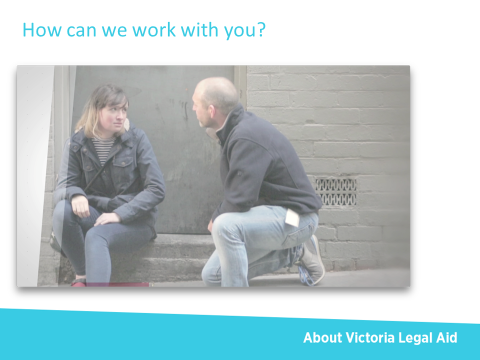 How can we work with you?
About Victoria Legal Aid